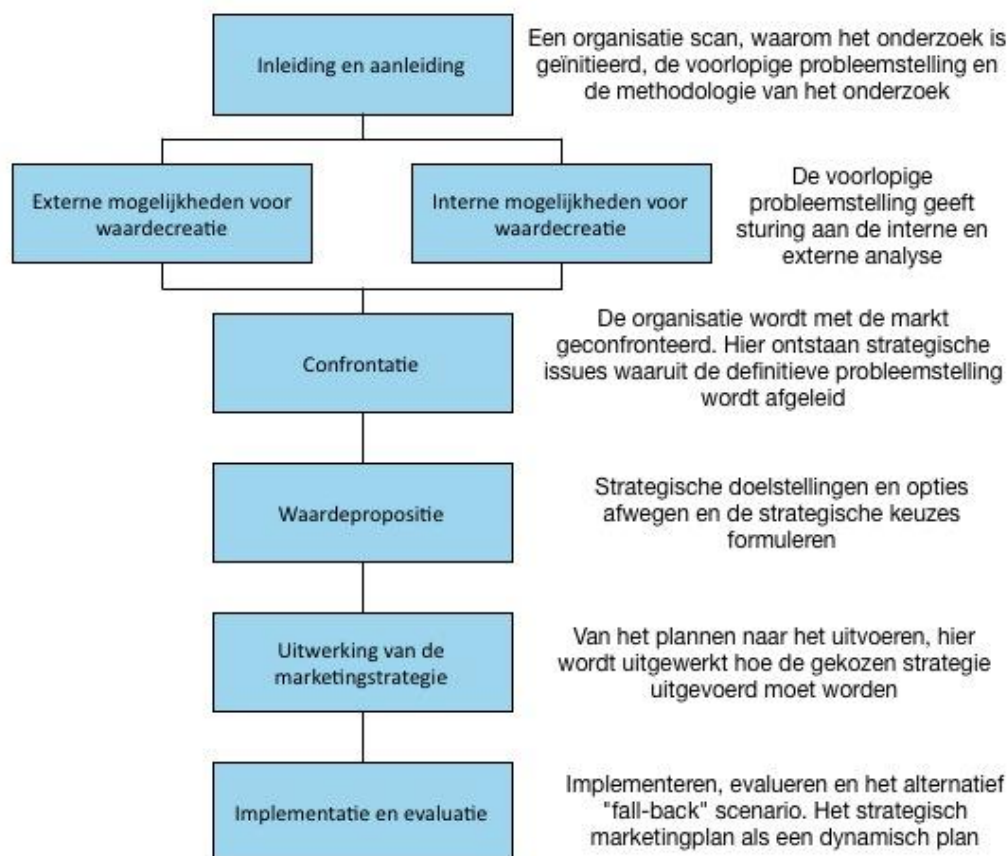 Inleiding en aanleiding
Een organisatie scan, waarom het onderzoek is
geïnitieerd, de voorlopige probleemstelling en
de methodologie van het onderzoek
Externe mogelijkheden voor
waardecreatie
Interne mogelijkheden voor
waardecreatie
De voorlopige
probleemstelling geeft
sturing aan de interne en
externe analyse
Confrontatie
De organisatie wordt met de markt
geconfronteerd. Hier ontstaan strategische
issues waaruit de definitieve probleemstelling
wordt afgeleid
Waardepropositie
Strategische doelstellingen en opties
afwegen en de strategische keuzes
formuleren
Uitwerking van de
marketingstrategie
Van het plannen naar het uitvoeren, hier
wordt uitgewerkt hoe de gekozen strategie
uitgevoerd moet worden
Implementatie en evaluatie
Implementeren, evalueren en het alternatief
"fall-back" scenario. Het strategisch
marketingplan als een dynamisch plan